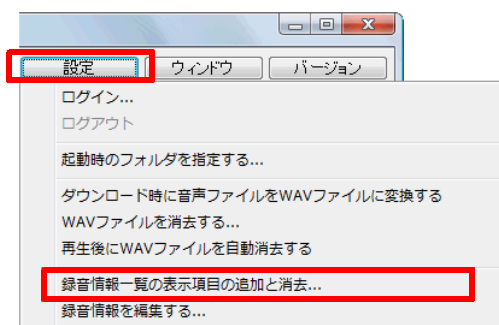 設定 ウィンドウ バージョン
ログイン...
ログアウト
起動時のフォルダを指定する...
ダウンロード時に音声ファイルをWAVファイルに変換する
WAVファイルを消去する...
再生後にWAVファイルを自動消去する
録音情報一覧の表示項目の追加と消去...
録音情報を編集する...